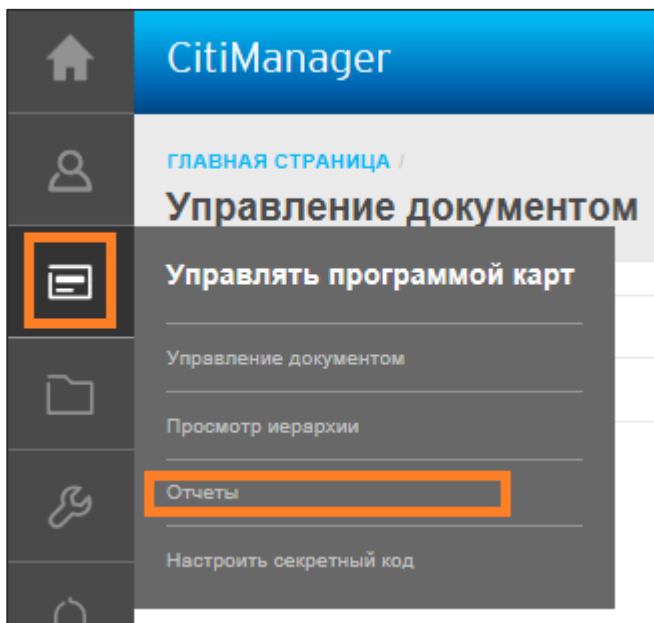 CitiManager
ГЛАВНАЯ СТРАНИЦА /
Управление документом
Управлять программой карт
Управление документом
Просмотр иерархии
Отчеты
Настроить секретный код